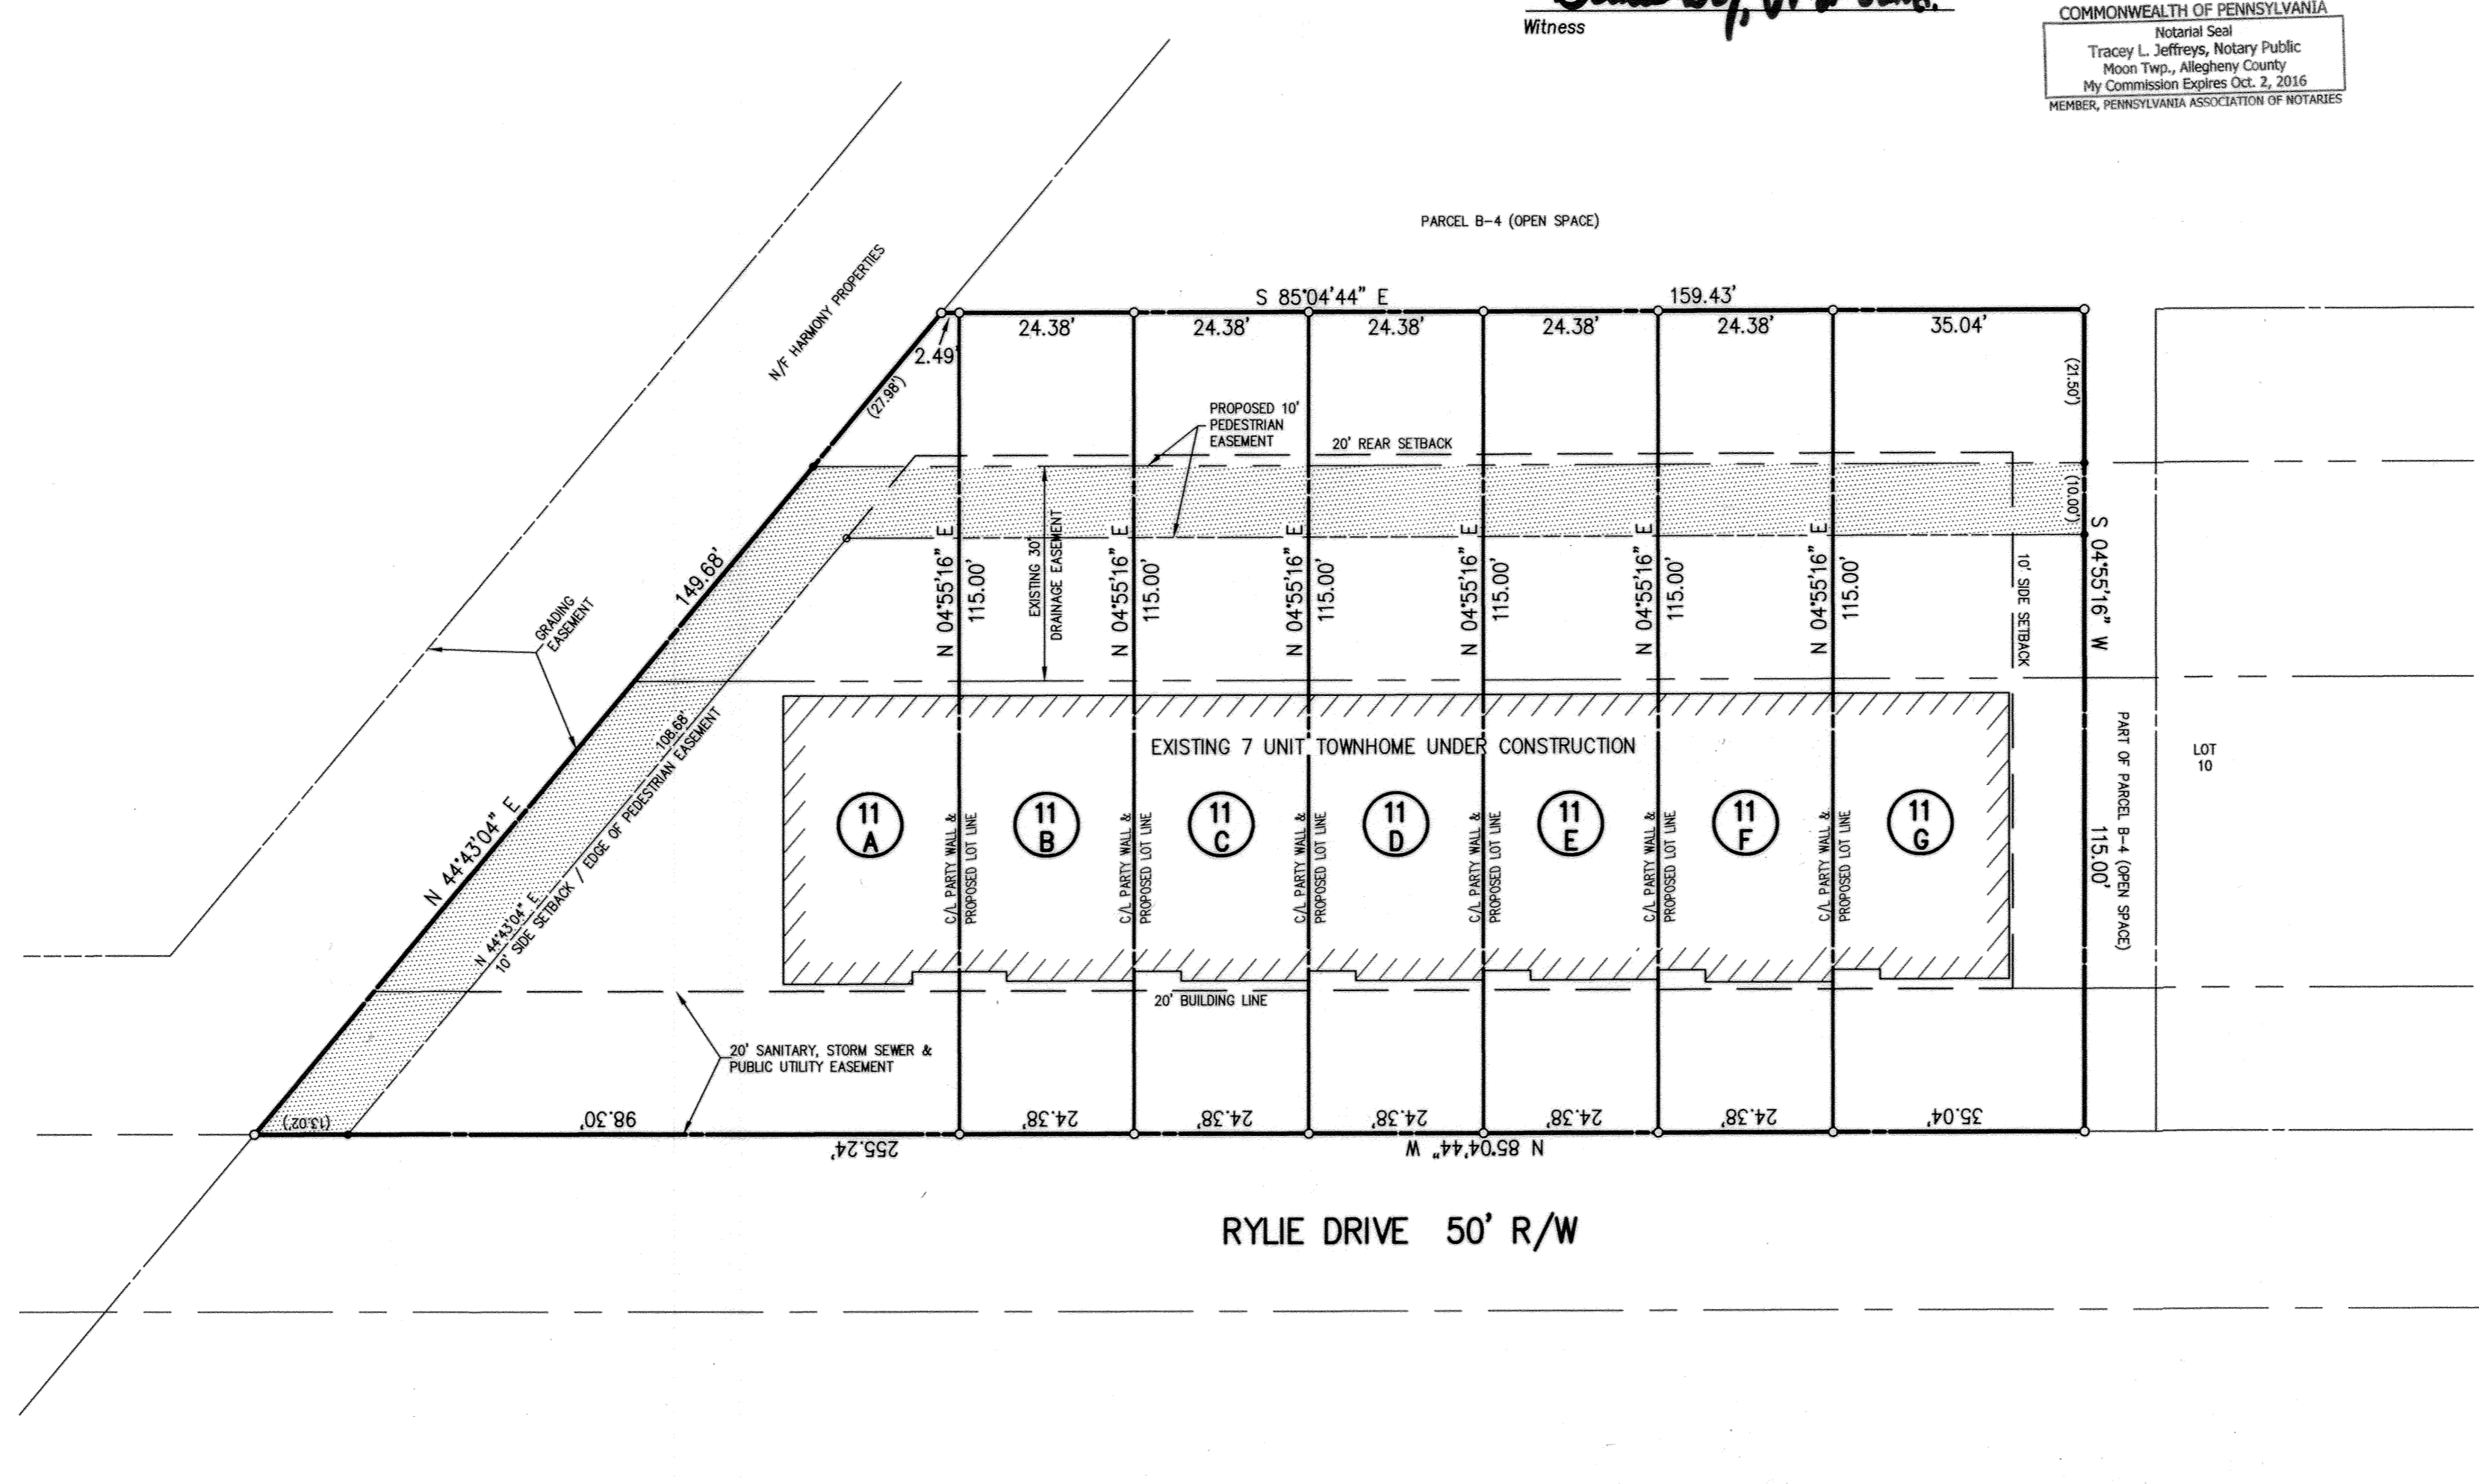 Witness
COMMONWEALTH OF PENNSYLVANIA
Notarial Seal
Tracey L. Jeffreys, Notary Public
Moon Twp., Allegheny County
My Commission Expires Oct. 2, 2016
MEMBER, PENNSYLVANIA ASSOCIATION OF NOTARIES
PARCEL B-4 (OPEN SPACE)
N/F HARMONY PROPERTIES
S 85°04'44" E
159.43'
2.49'
24.38'
24.38'
24.38'
24.38'
24.38'
35.04'
(27.98')
(21.50')
PROPOSED 10'
PEDESTRIAN
EASEMENT
20' REAR SETBACK
(10.00')
149.68'
GRADING
EASEMENT
N 44°43'04" E
EXISTING 30'
DRAINAGE EASEMENT
N 04°55'16" E
115.00'
N 04°55'16" E
115.00'
N 04°55'16" E
115.00'
N 04°55'16" E
115.00'
N 04°55'16" E
115.00'
N 04°55'16" E
115.00'
10' SIDE SETBACK
S 04°55'16" W
115.00'
PART OF PARCEL B-4 (OPEN SPACE)
LOT
10
108.68'
N 44°43'04" E
10' SIDE SETBACK / EDGE OF PEDESTRIAN EASEMENT
EXISTING 7 UNIT TOWNHOME UNDER CONSTRUCTION
11
A
11
B
11
C
11
D
11
E
11
F
11
G
C/L PARTY WALL &
PROPOSED LOT LINE
C/L PARTY WALL &
PROPOSED LOT LINE
C/L PARTY WALL &
PROPOSED LOT LINE
C/L PARTY WALL &
PROPOSED LOT LINE
C/L PARTY WALL &
PROPOSED LOT LINE
C/L PARTY WALL &
PROPOSED LOT LINE
20' BUILDING LINE
20' SANITARY, STORM SEWER &
PUBLIC UTILITY EASEMENT
(13.02')
98.30'
24.38'
24.38'
24.38'
24.38'
24.38'
35.04'
255.24'
N 85°04'44" W
RYLIE DRIVE 50' R/W